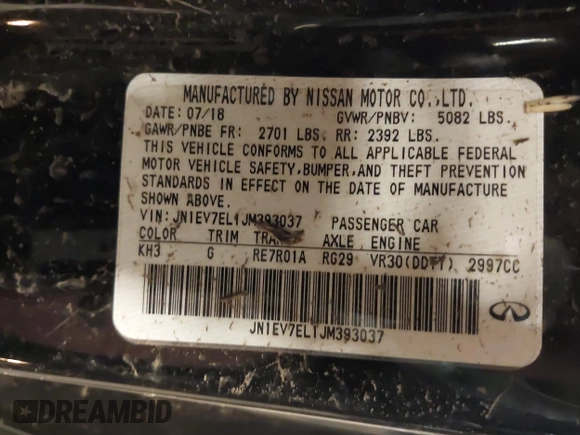 MANUFACTURED BY NISSAN MOTOR CO., LTD.
DATE: 07/18 GVWR/PNBV: 5082 LBS.
GAWR/PNBE FR: 2701 LBS. RR: 2392 LBS.
THIS VEHICLE CONFORMS TO ALL APPLICABLE FEDERAL
MOTOR VEHICLE SAFETY, BUMPER, AND THEFT PREVENTION
STANDARDS IN EFFECT ON THE DATE OF MANUFACTURE
SHOWN ABOVE.
VIN: JN1EV7EL1JM393037 PASSENGER CAR
COLOR TRIM AXLE ENGINE
KH3 G RE7R01A RG29 VR30(DDTT) 2997CC
JN1EV7EL1JM393037
DREAMBID